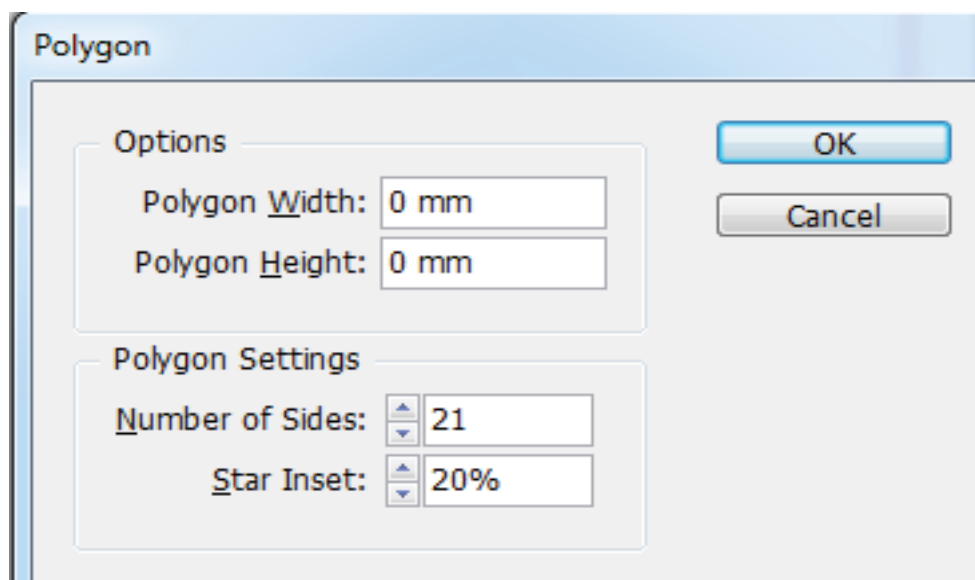 Polygon
Options
Polygon Width: 0 mm
Polygon Height: 0 mm
OK
Cancel
Polygon Settings
Number of Sides: 21
Star Inset: 20%